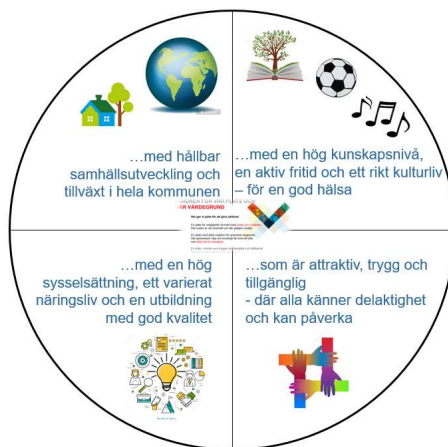 …med hållbar
samhällsutveckling och
tillväxt i hela kommunen
…med en hög kunskapsnivå,
en aktiv fritid och ett rikt kulturliv
– för en god hälsa
VÄRDEGRUND
…med en hög
sysselsättning, ett varierat
näringsliv och en utbildning
med god kvalitet
…som är attraktiv, trygg och
tillgänglig
- där alla känner delaktighet
och kan påverka